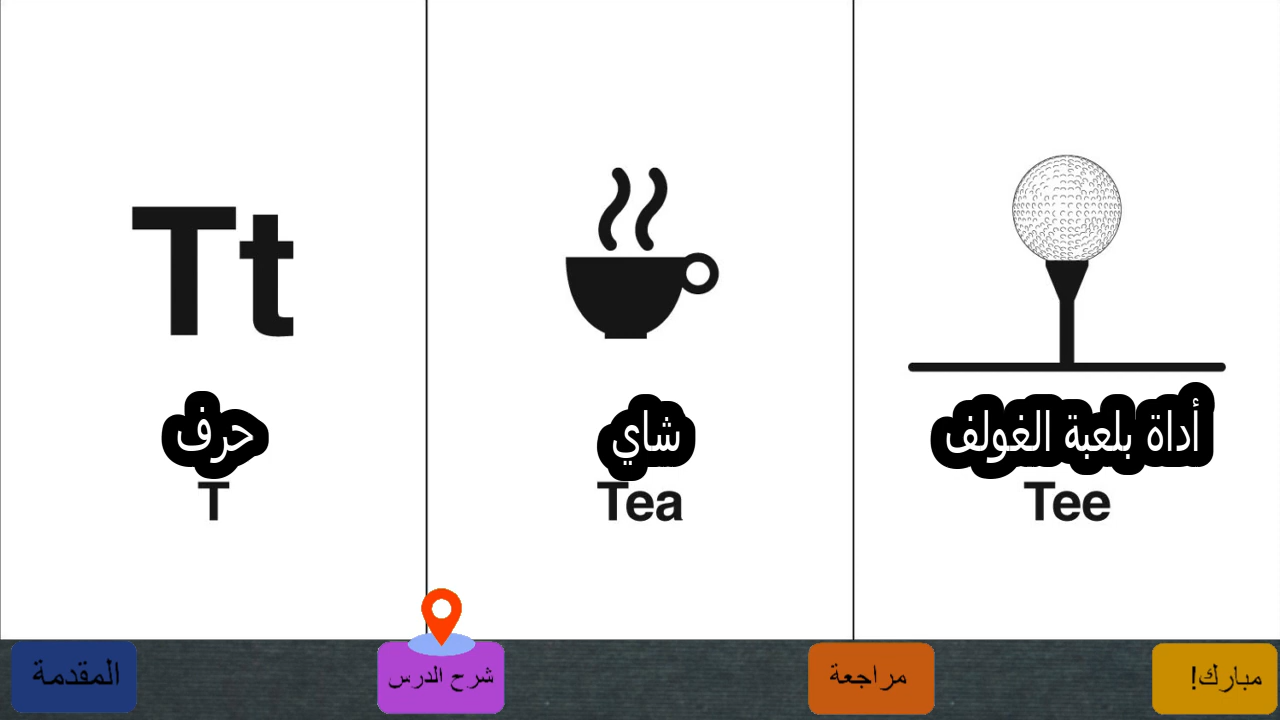 Tt
حرف
T
شاي
Tea
أداة بلعبة الغولف
Tee
المقدمة
شرح الدرس
مراجعة
مبارك!